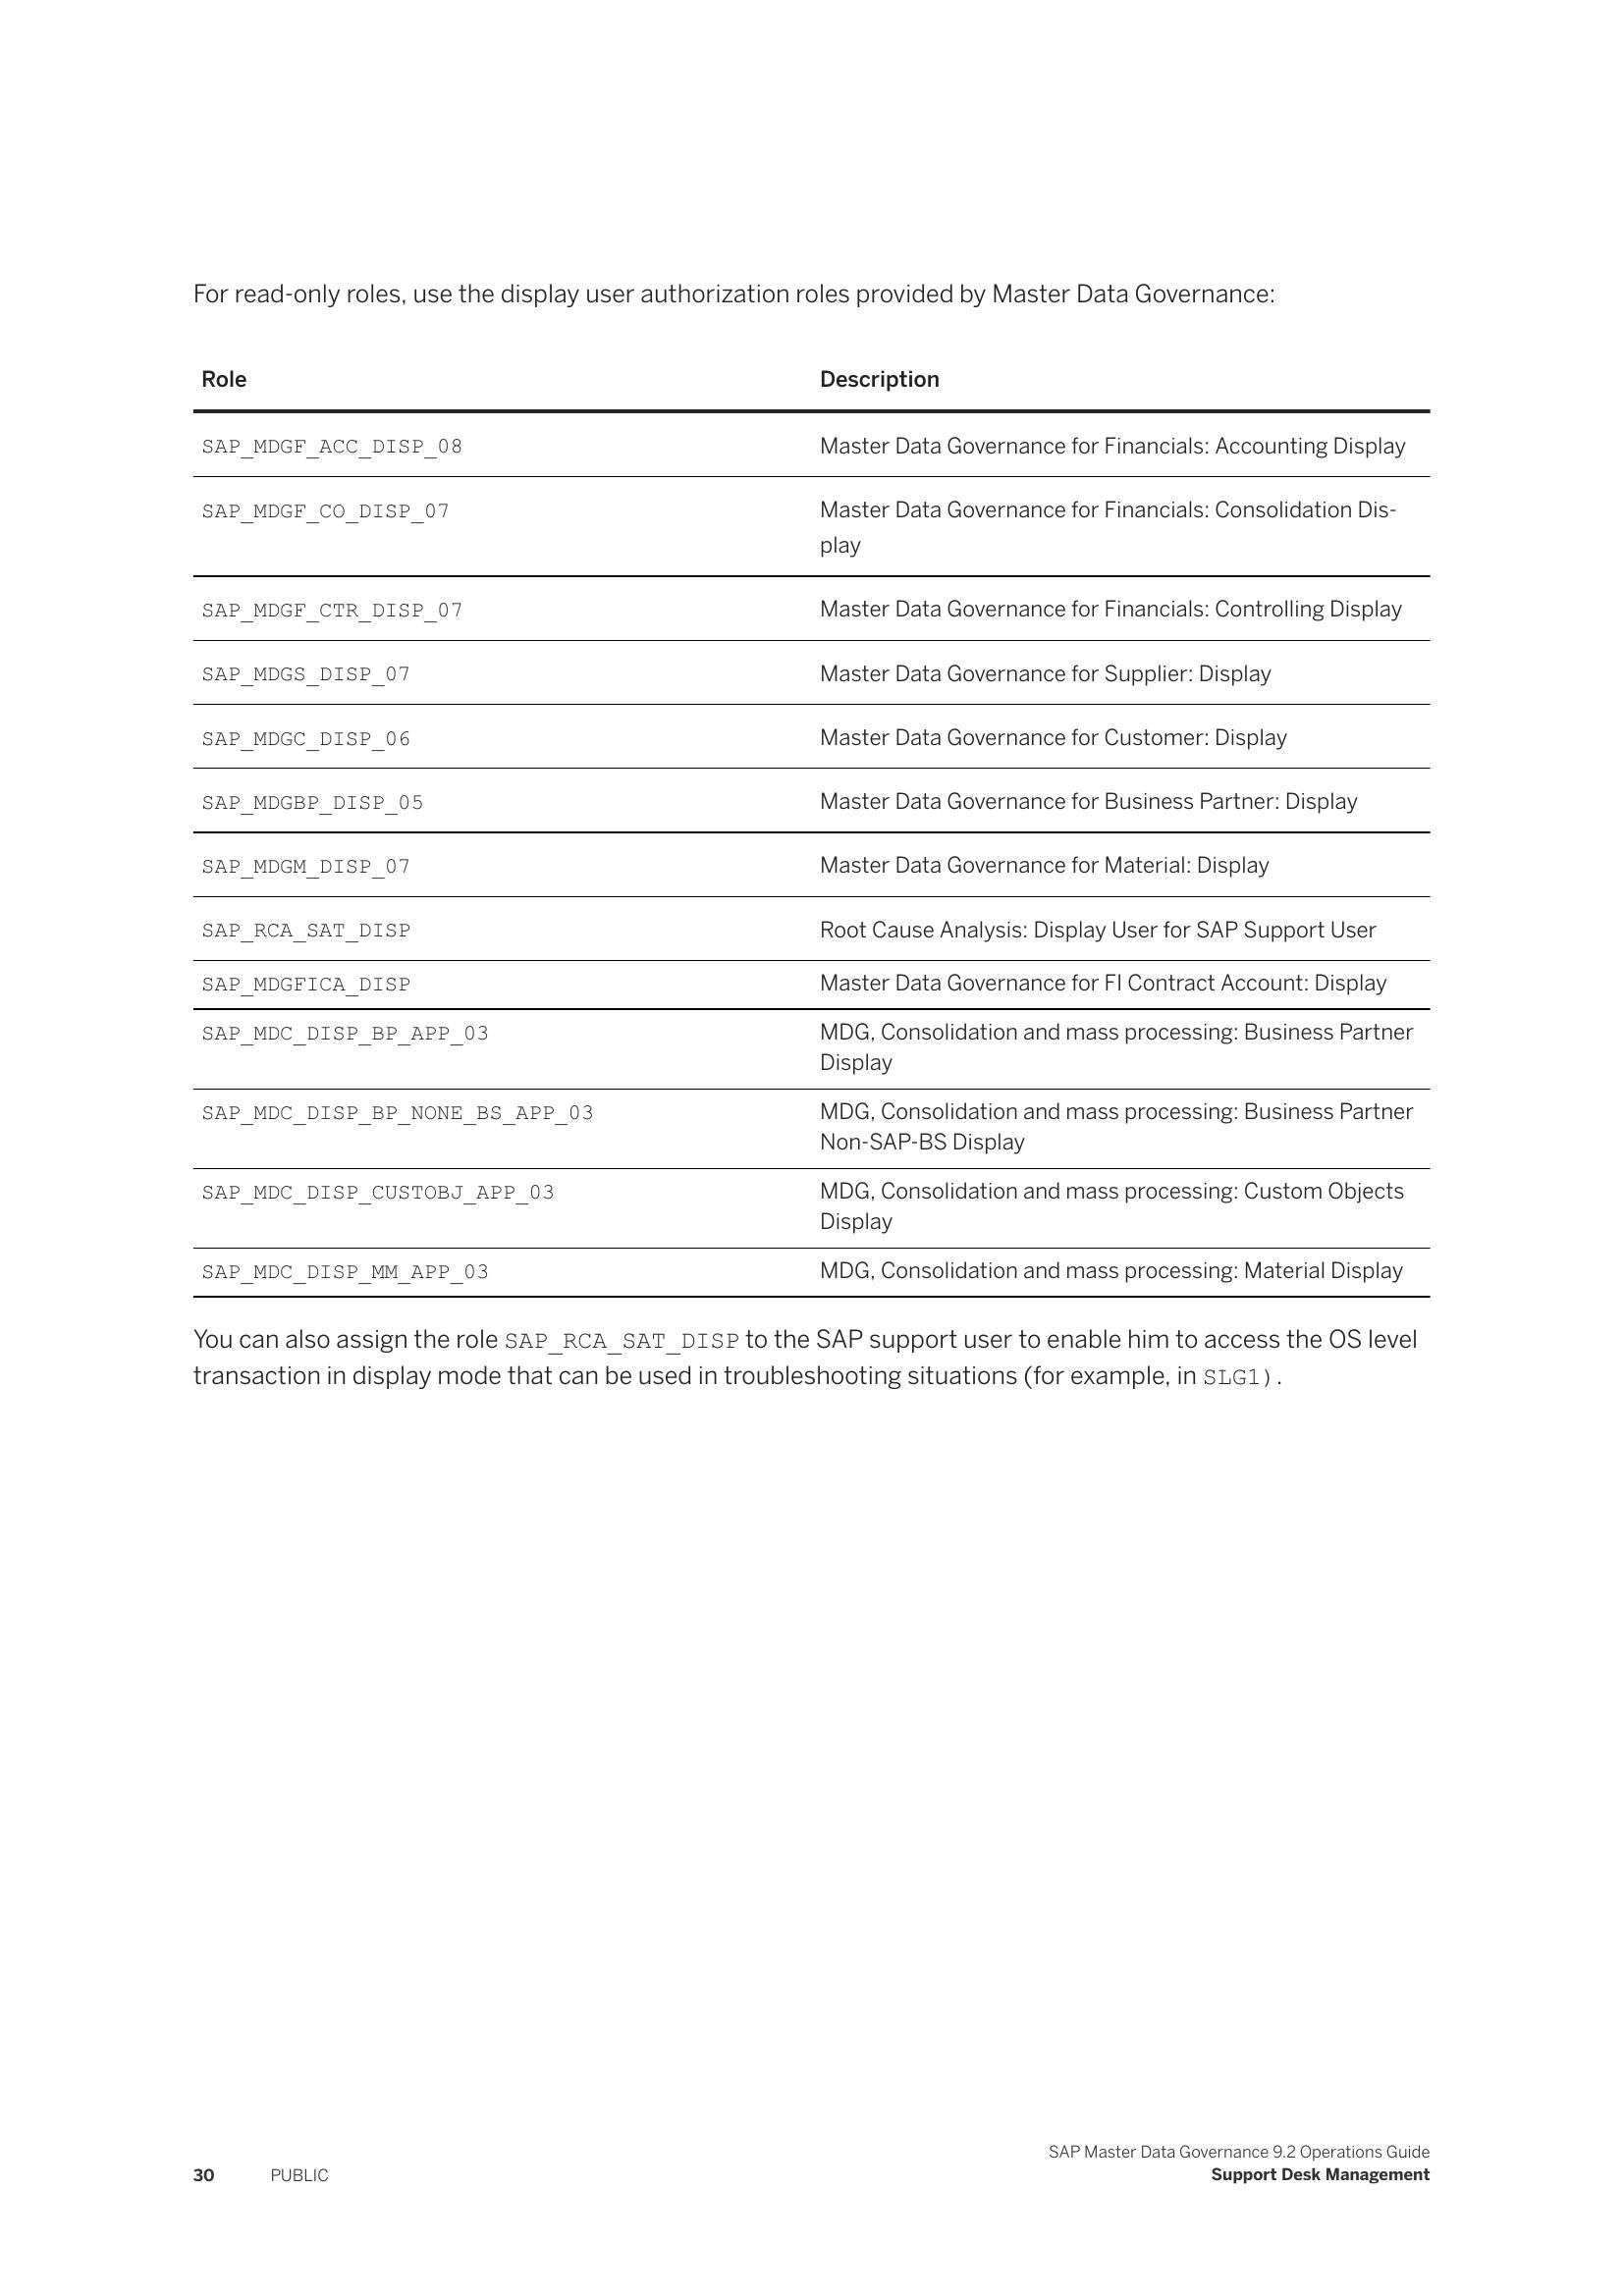 For read-only roles, use the display user authorization roles provided by Master Data Governance:
Role Description
SAP_MDGF_ACC_DISP_08 Master Data Governance for Financials: Accounting Display
SAP_MDGF_CO_DISP_07 Master Data Governance for Financials: Consolidation Dis-
play
SAP_MDGF_CTR_DISP_07 Master Data Governance for Financials: Controlling Display
SAP_MDGS_DISP_07 Master Data Governance for Supplier: Display
SAP_MDGC_DISP_06 Master Data Governance for Customer: Display
SAP_MDGBP_DISP_05 Master Data Governance for Business Partner: Display
SAP_MDGM_DISP_07 Master Data Governance for Material: Display
SAP_RCA_SAT_DISP Root Cause Analysis: Display User for SAP Support User
SAP_MDGFICA_DISP Master Data Governance for FI Contract Account: Display
SAP_MDC_DISP_BP_APP_03 MDG, Consolidation and mass processing: Business Partner
Display
SAP_MDC_DISP_BP_NONE_BS_APP_03 MDG, Consolidation and mass processing: Business Partner
Non-SAP-BS Display
SAP_MDC_DISP_CUSTOBJ_APP_03 MDG, Consolidation and mass processing: Custom Objects
Display
SAP_MDC_DISP_MM_APP_03 MDG, Consolidation and mass processing: Material Display
You can also assign the role SAP_RCA_SAT_DISP to the SAP support user to enable him to access the OS level
transaction in display mode that can be used in troubleshooting situations (for example, in SLG1).
SAP Master Data Governance 9.2 Operations Guide
30 PUBLIC Support Desk Management